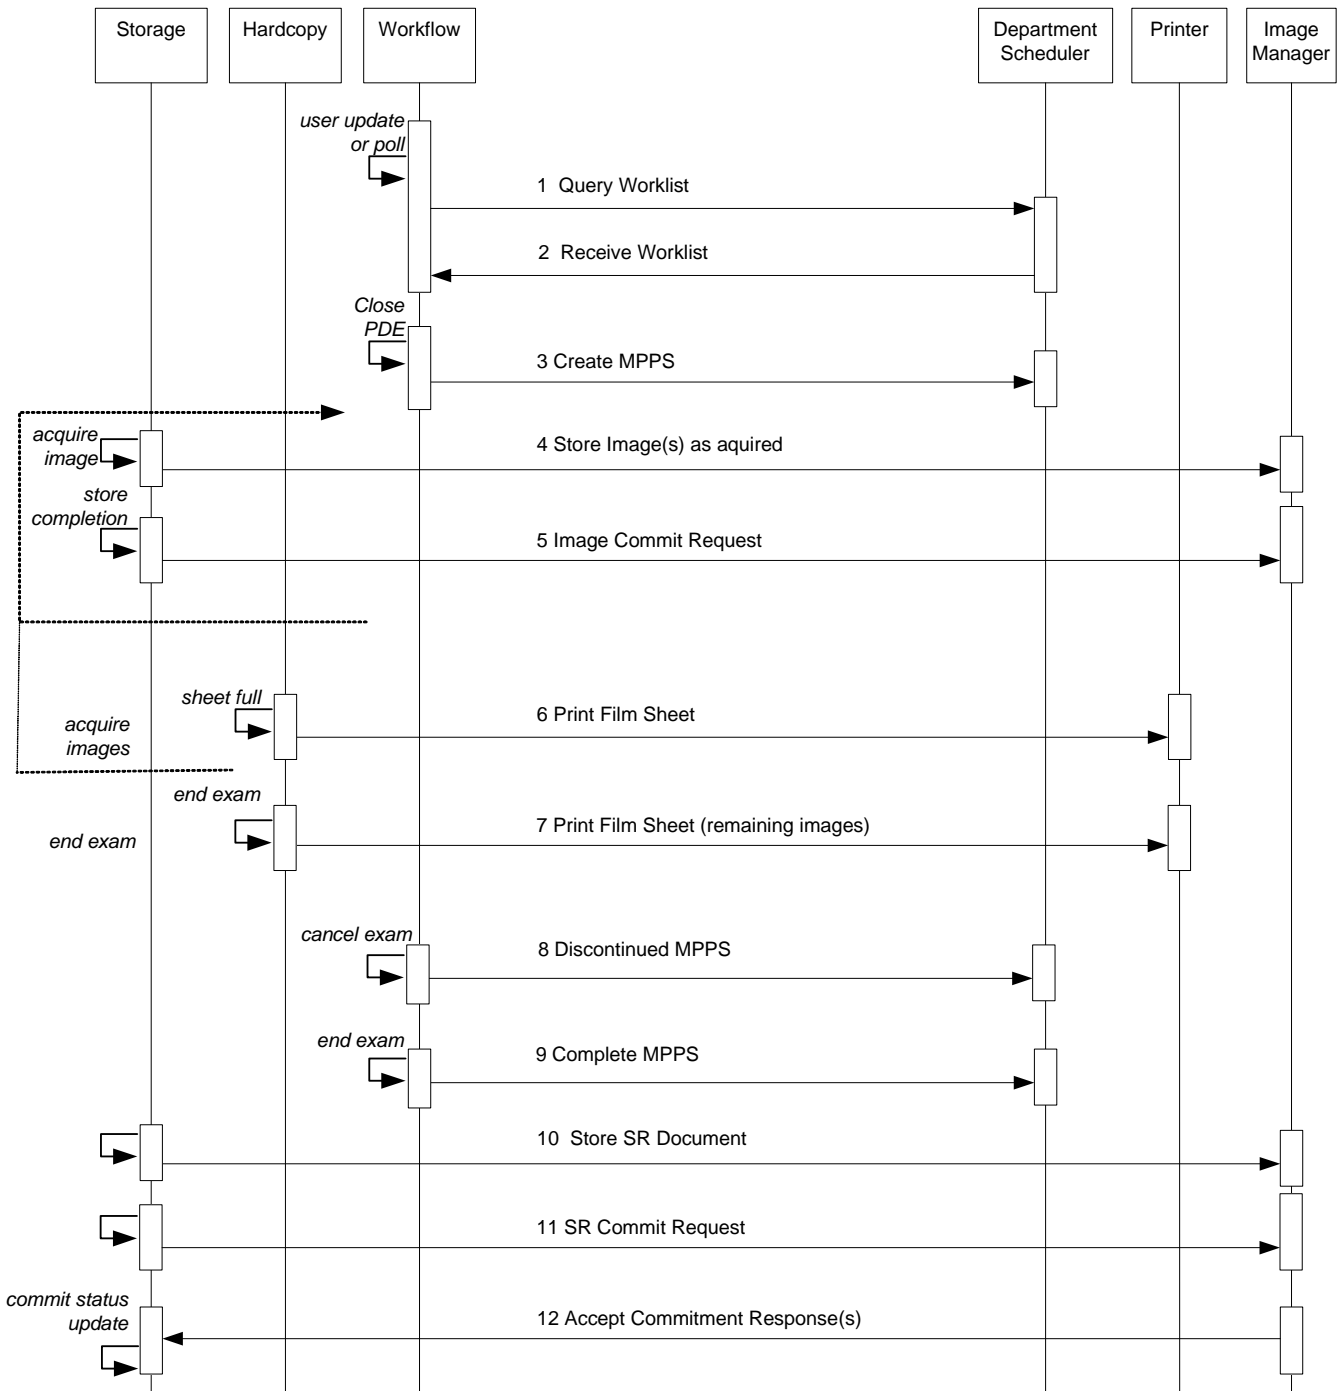 Storage
Hardcopy
Workflow
Department
Scheduler
Printer
Image
Manager
user update
or poll
1 Query Worklist
2 Receive Worklist
Close
PDE
3 Create MPPS
acquire
image
4 Store Image(s) as aquired
store
completion
5 Image Commit Request
sheet full
6 Print Film Sheet
acquire
images
end exam
7 Print Film Sheet (remaining images)
end exam
cancel exam
8 Discontinued MPPS
end exam
9 Complete MPPS
10 Store SR Document
11 SR Commit Request
commit status
update
12 Accept Commitment Response(s)